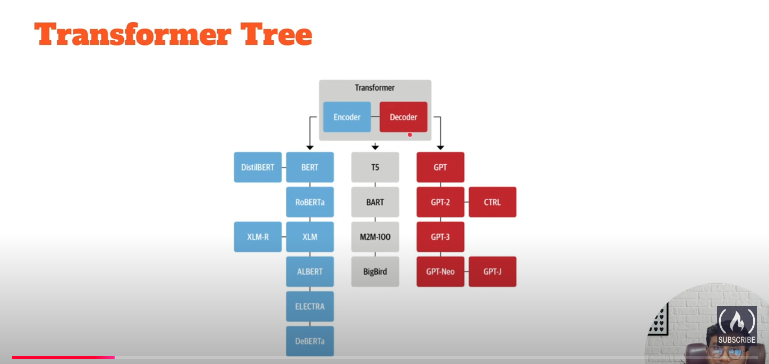 Transformer Tree
Transformer
Encoder
Decoder
DistilBERT
BERT
T5
GPT
RoBERTa
BART
GPT-2
CTRL
XLM-R
XLM
M2M-100
GPT-3
ALBERT
BigBird
GPT-Neo
GPT-J
ELECTRA
DeBERTa
SUBSCRIBE